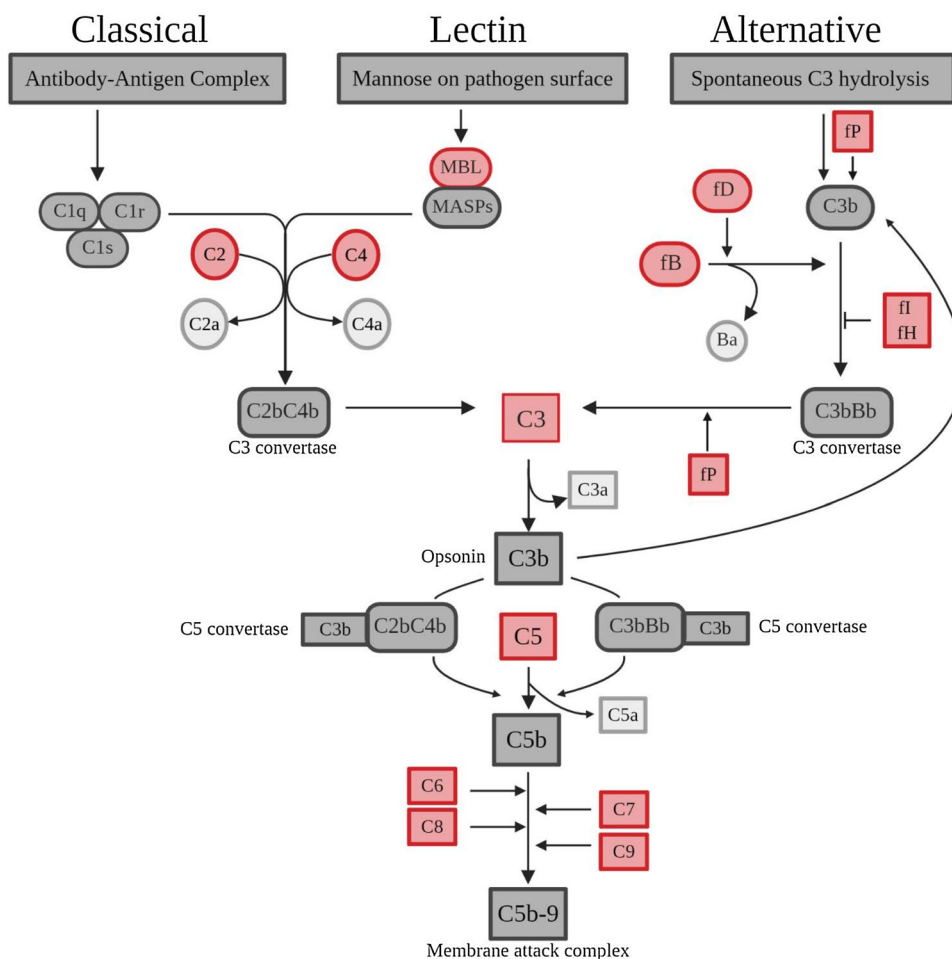 Classical
Lectin
Alternative
Antibody-Antigen Complex
Mannose on pathogen surface
Spontaneous C3 hydrolysis
fP
MBL
MASPs
fD
C3b
C1q
C1r
C1s
C2
C4
fB
C2a
C4a
Ba
fI
fH
C2bC4b
C3 convertase
C3
C3bBb
C3 convertase
fP
C3a
Opsonin
C3b
C5 convertase
C3b
C2bC4b
C5
C3bBb
C3b
C5 convertase
C5a
C5b
C6
C7
C8
C9
C5b-9
Membrane attack complex